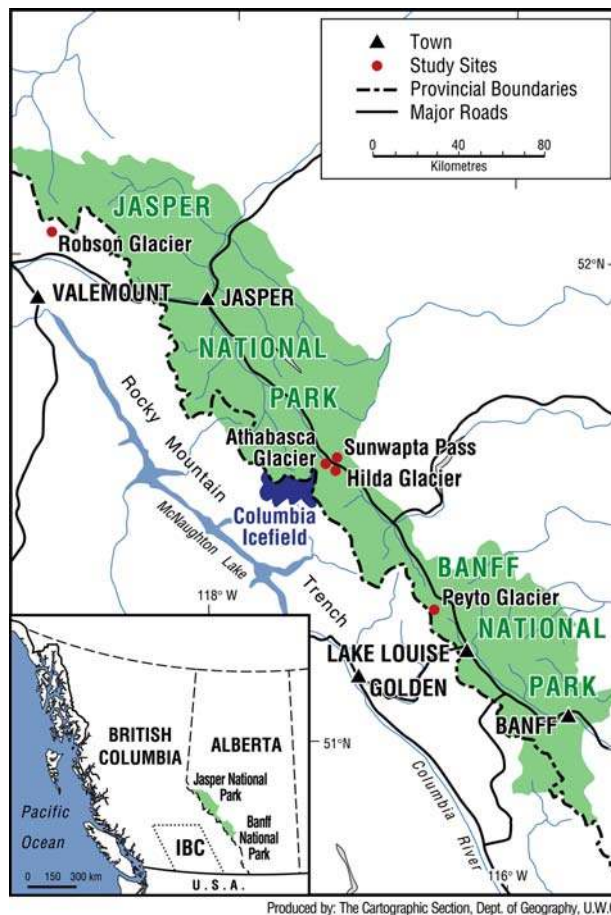 Town
Study Sites
Provincial Boundaries
Major Roads
0 40 80
Kilometres
JASPER
Robson Glacier
52°N
VALEMOUNT
JASPER
NATIONAL
PARK
Rocky Mountain
Athabasca
Glacier
Sunwapta Pass
Hilda Glacier
Columbia
Icefield
McNaughton Lake
Trench
118° W
BANFF
Peyto Glacier
NATIONAL
LAKE LOUISE
GOLDEN
PARK
BANFF
51°N
Columbia River
116° W
BRITISH
COLUMBIA
ALBERTA
Jasper National
Park
Pacific
Ocean
Banff
National
Park
IBC
0 150 300 km
U.S.A.
Produced by: The Cartographic Section, Dept. of Geography, U.W.